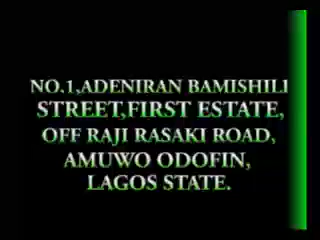 NO.1,ADENIRAN BAMISHILI
STREET,FIRST ESTATE,
OFF RAJI RASAKI ROAD,
AMUWO ODOFIN,
LAGOS STATE.